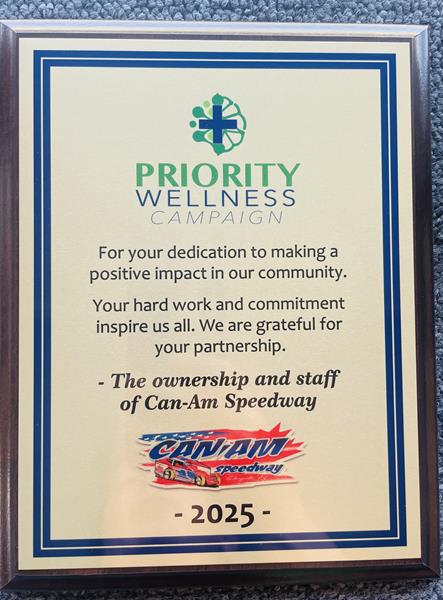 PRIORITY
WELLNESS
CAMPAIGN
For your dedication to making a
positive impact in our community.
Your hard work and commitment
inspire us all. We are grateful for
your partnership.
- The ownership and staff
of Can-Am Speedway
CAN-AM
speedway
- 2025 -